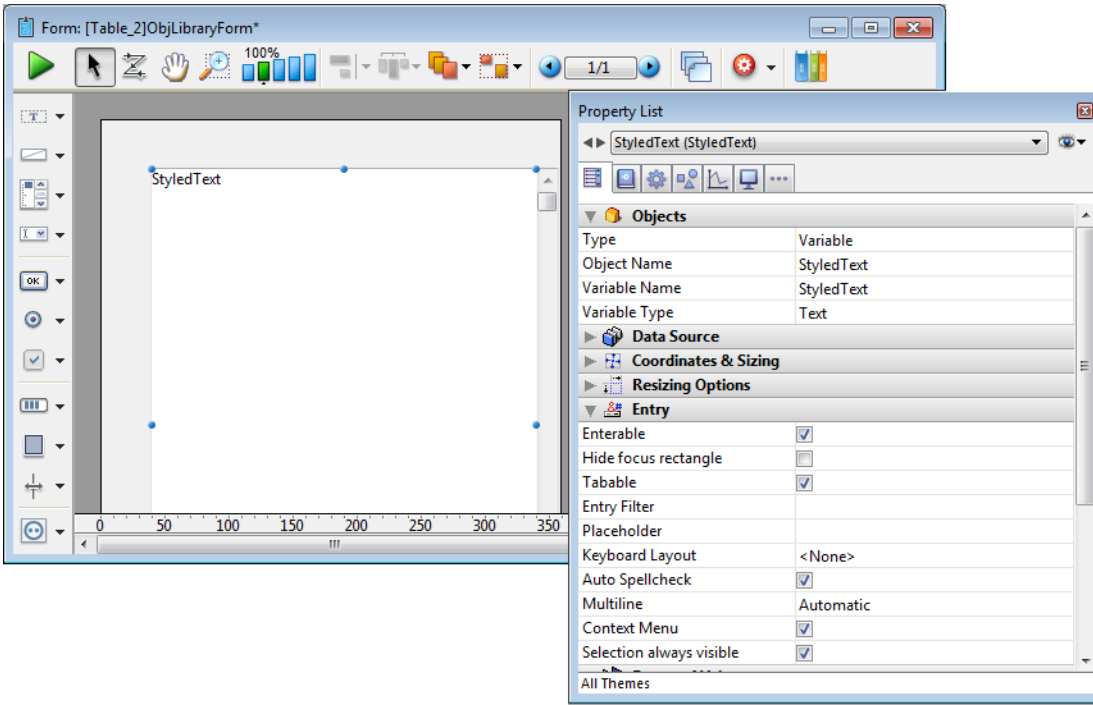 Form: [Table_2]ObjLibraryForm*
100%
1/1
T
I
OK
StyledText
0 50 100 150 200 250 300 350
Property List
StyledText (StyledText)
Objects
Type Variable
Object Name StyledText
Variable Name StyledText
Variable Type Text
Data Source
Coordinates & Sizing
Resizing Options
Entry
Enterable
Hide focus rectangle
Tabable
Entry Filter
Placeholder
Keyboard Layout <None>
Auto Spellcheck
Multiline Automatic
Context Menu
Selection always visible
All Themes